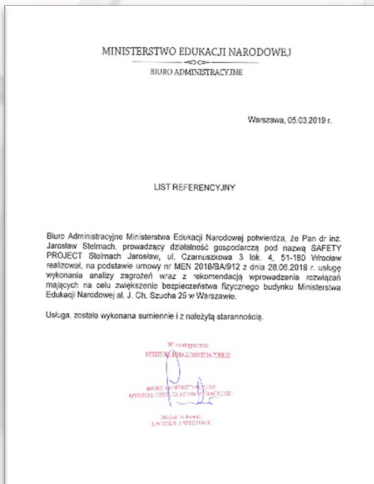 MINISTERSTWO EDUKACJI NARODOWEJ
BIURO ADMINISTRACYJNE
Warszawa, 05.03.2019 r.
LIST REFERENCYJNY
Biuro Administracyjne Ministerstwa Edukacji Narodowej potwierdza, że Pan dr inż.
Jarosław Stelmach, prowadzący działalność gospodarczą pod nazwą SAFETY
PROJECT Stelmach Jarosław, ul. Czarnuszkowa 3 lok. 4, 51-180 Wrocław
realizował, na podstawie umowy nr MEN 2018/BA/912 z dnia 28.06.2018 r. usługę
wykonania analizy zagrożeń wraz z rekomendacją wprowadzenia rozwiązań
mających na celu zwiększenie bezpieczeństwa fizycznego budynku Ministerstwa
Edukacji Narodowej al. J. Ch. Szucha 25 w Warszawie.
Usługa, została wykonana sumiennie i z należytą starannością.